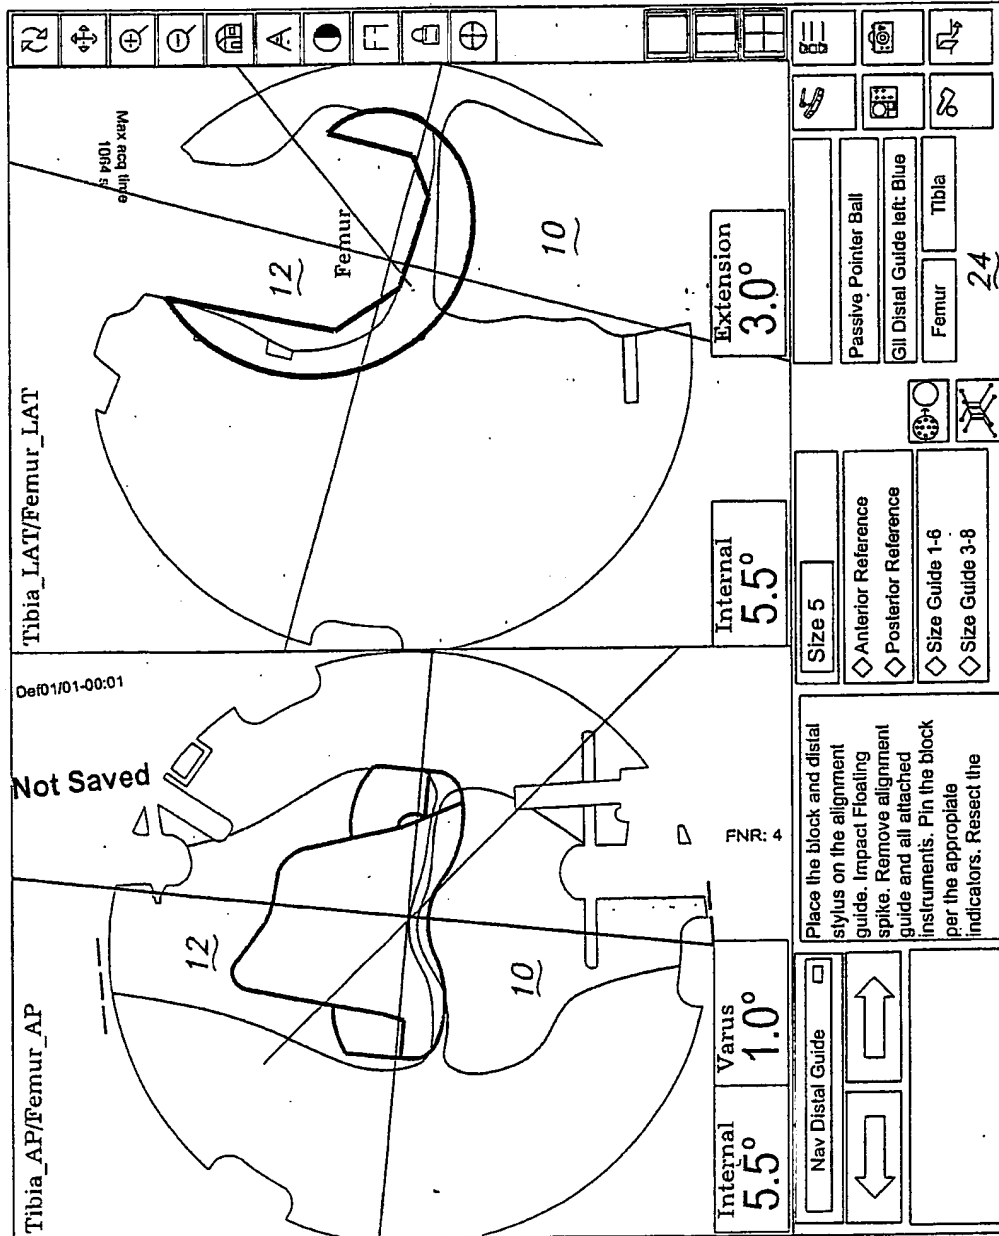 Tibia_AP/Femur_AP
Not Saved
Def01/01-00:01
12
10
FNR: 4
Internal
5.5°
Varus
1.0°
Tibia_LAT/Femur_LAT
Max acq time
1064 s
12
Femur
10
Internal
5.5°
Extension
3.0°
Nav Distal Guide
Place the block and distal
stylus on the alignment
guide. Impact Floating
spike. Remove alignment
guide and all attached
instruments. Pin the block
per the appropiate
indicators. Resect the
Size 5
Anterior Reference
Posterior Reference
Size Guide 1-6
Size Guide 3-8
Passive Pointer Ball
GII Distal Guide left: Blue
Femur
Tibla
24
A